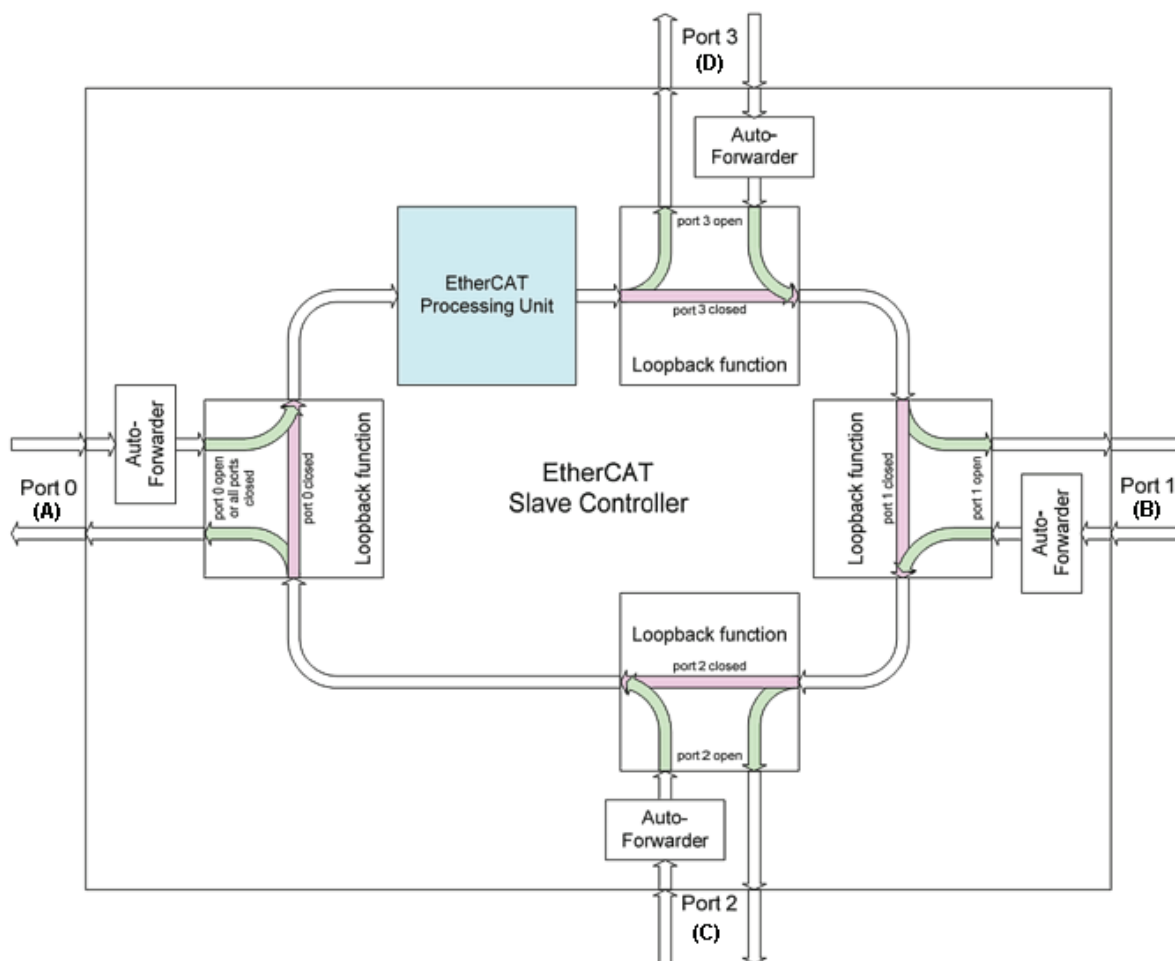 Port 3
(D)
Auto-
Forwarder
port 3 open
port 3 closed
Loopback function
EtherCAT
Processing Unit
Auto-
Forwarder
Port 0
(A)
port 0 open
or all ports
closed
port 0 closed
Loopback function
EtherCAT
Slave Controller
Loopback function
port 1 closed
port 1 open
Port 1
(B)
Auto-
Forwarder
Loopback function
port 2 closed
port 2 open
Auto-
Forwarder
Port 2
(C)